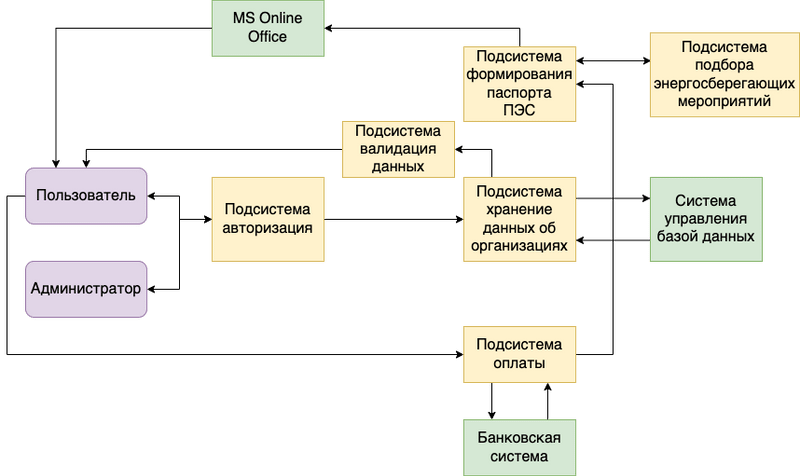 MS Online
Office
Подсистема
формирования
паспорта
ПЭС
Подсистема
подбора
энергосберегающих
мероприятий
Подсистема
валидация
данных
Пользователь
Подсистема
авторизация
Подсистема
хранение
данных об
организациях
Система
управления
базой данных
Администратор
Подсистема
оплаты
Банковская
система